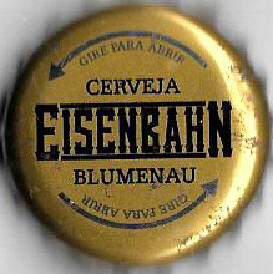 GIRE PARA ABRIR
CERVEJA
EISENBAHN
BLUMENAU
GIRE PARA ABRIR